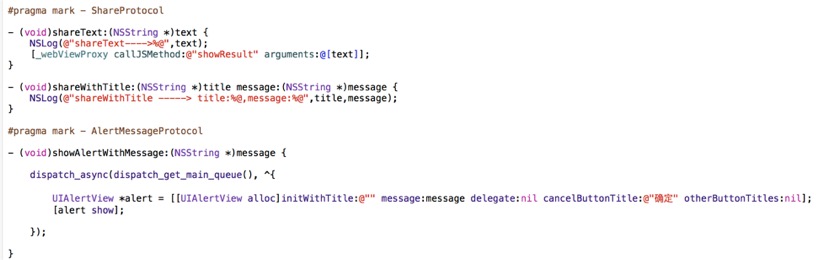 #pragma mark - ShareProtocol
- (void)shareText:(NSString *)text {
NSLog(@"shareText---->%@",text);
[_webViewProxy callJSMethod:@"showResult" arguments:@[text]];
}
- (void)shareWithTitle:(NSString *)title message:(NSString *)message {
NSLog(@"shareWithTitle -----> title:%@,message:%@",title,message);
}
#pragma mark - AlertMessageProtocol
- (void)showAlertWithMessage:(NSString *)message {
dispatch_async(dispatch_get_main_queue(), ^{
UIAlertView *alert = [[UIAlertView alloc]initWithTitle:@"" message:message delegate:nil cancelButtonTitle:@"确定" otherButtonTitles:nil];
[alert show];
});
}